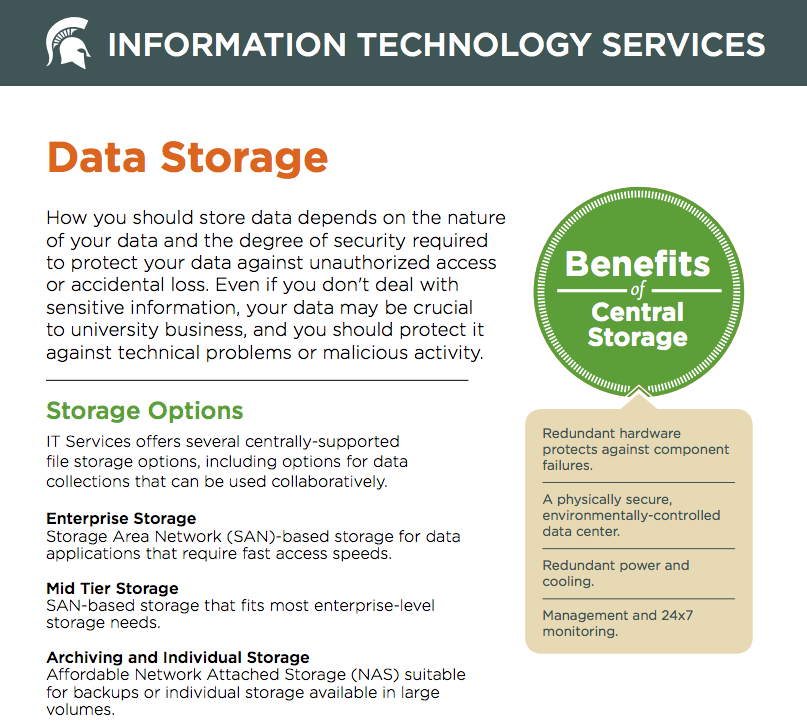 INFORMATION TECHNOLOGY SERVICES
Data Storage
How you should store data depends on the nature
of your data and the degree of security required
to protect your data against unauthorized access
or accidental loss. Even if you don't deal with
sensitive information, your data may be crucial
to university business, and you should protect it
against technical problems or malicious activity.
Storage Options
IT Services offers several centrally-supported
file storage options, including options for data
collections that can be used collaboratively.
Enterprise Storage
Storage Area Network (SAN)-based storage for data
applications that require fast access speeds.
Mid Tier Storage
SAN-based storage that fits most enterprise-level
storage needs.
Archiving and Individual Storage
Affordable Network Attached Storage (NAS) suitable
for backups or individual storage available in large
volumes.
Benefits
of
Central
Storage
Redundant hardware
protects against component
failures.
A physically secure,
environmentally-controlled
data center.
Redundant power and
cooling.
Management and 24x7
monitoring.